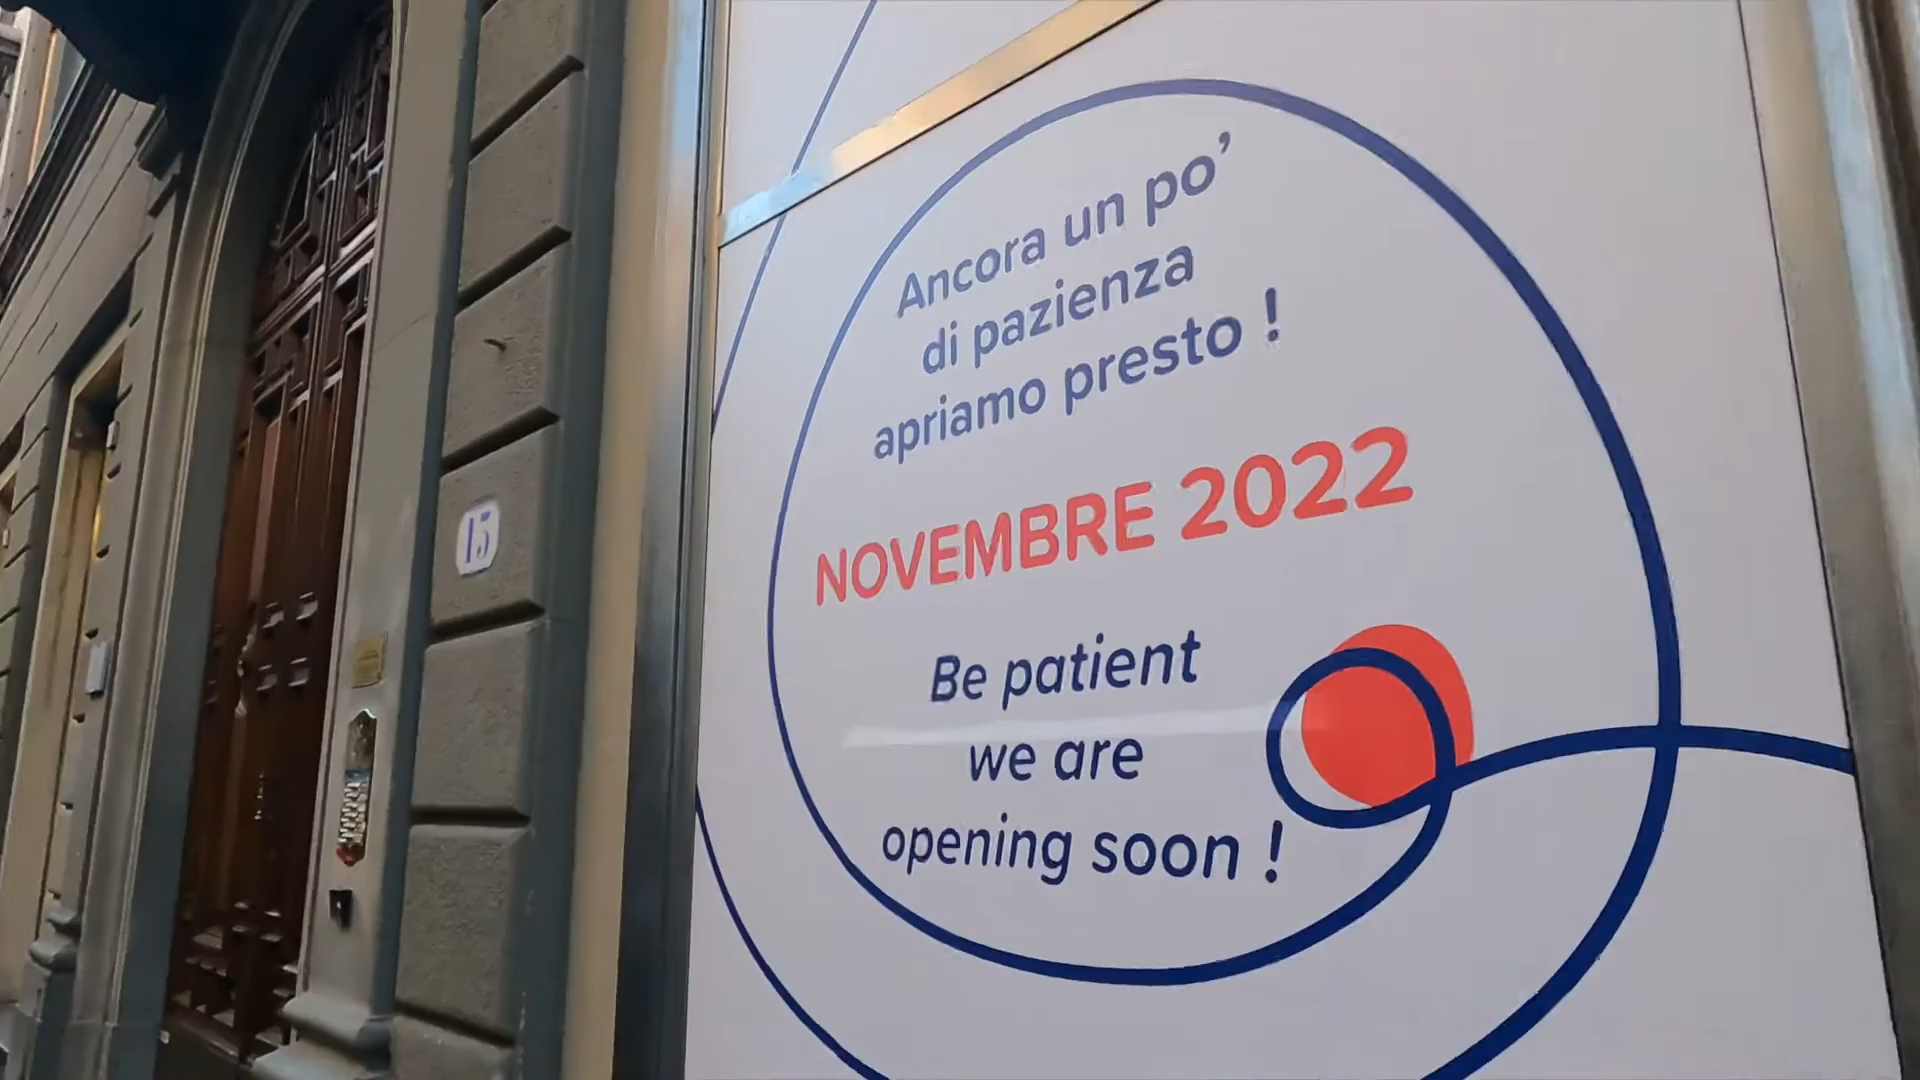 15
Ancora un po’
di pazienza
apriamo presto !
NOVEMBRE 2022
Be patient
we are
opening soon !